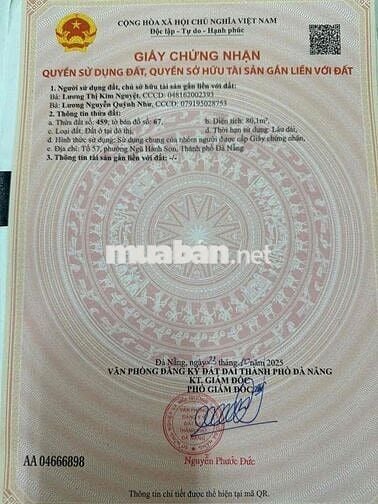 CỘNG HÒA XÃ HỘI CHỦ NGHĨA VIỆT NAM
Độc lập - Tự do - Hạnh phúc
GIẤY CHỨNG NHẬN
QUYỀN SỬ DỤNG ĐẤT, QUYỀN SỞ HỮU TÀI SẢN GẮN LIỀN VỚI ĐẤT
1. Người sử dụng đất, chủ sở hữu tài sản gắn liền với đất:
Bà: Lương Thị Kim Nguyệt, CCCD: 048162002393
Bà: Lương Nguyễn Quỳnh Như, CCCD: 079195028753
2. Thông tin thửa đất:
a. Thửa đất số: 459; tờ bản đồ số: 67, b. Diện tích: 80,1m²,
c. Loại đất: Đất ở tại đô thị, d. Thời hạn sử dụng: Lâu dài,
đ. Hình thức sử dụng: Sử dụng chung của nhóm người được cấp Giấy chứng nhận,
e. Địa chỉ: Tổ 57, phường Ngũ Hành Sơn, Thành phố Đà Nẵng
3. Thông tin tài sản gắn liền với đất: -/-
muaban.net
Đà Nẵng, ngày tháng năm 2025
VĂN PHÒNG ĐĂNG KÝ ĐẤT ĐAI THÀNH PHỐ ĐÀ NẴNG
KT. GIÁM ĐỐC
PHÓ GIÁM ĐỐC
Nguyễn Phước Đức
AA 04666898
Thông tin chi tiết được thể hiện tại mã QR.